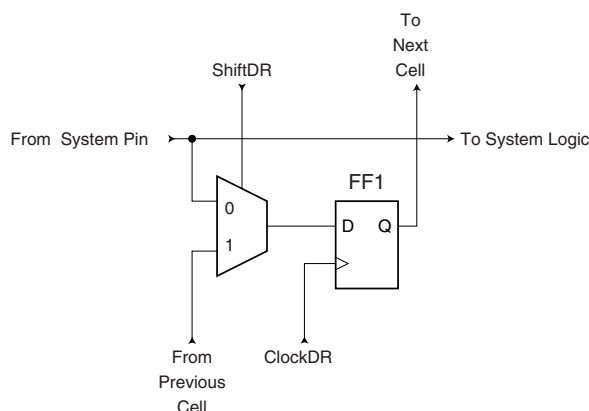 To
Next
Cell
ShiftDR
From System Pin
To System Logic
FF1
0
D Q
1
From
Previous
Cell
ClockDR